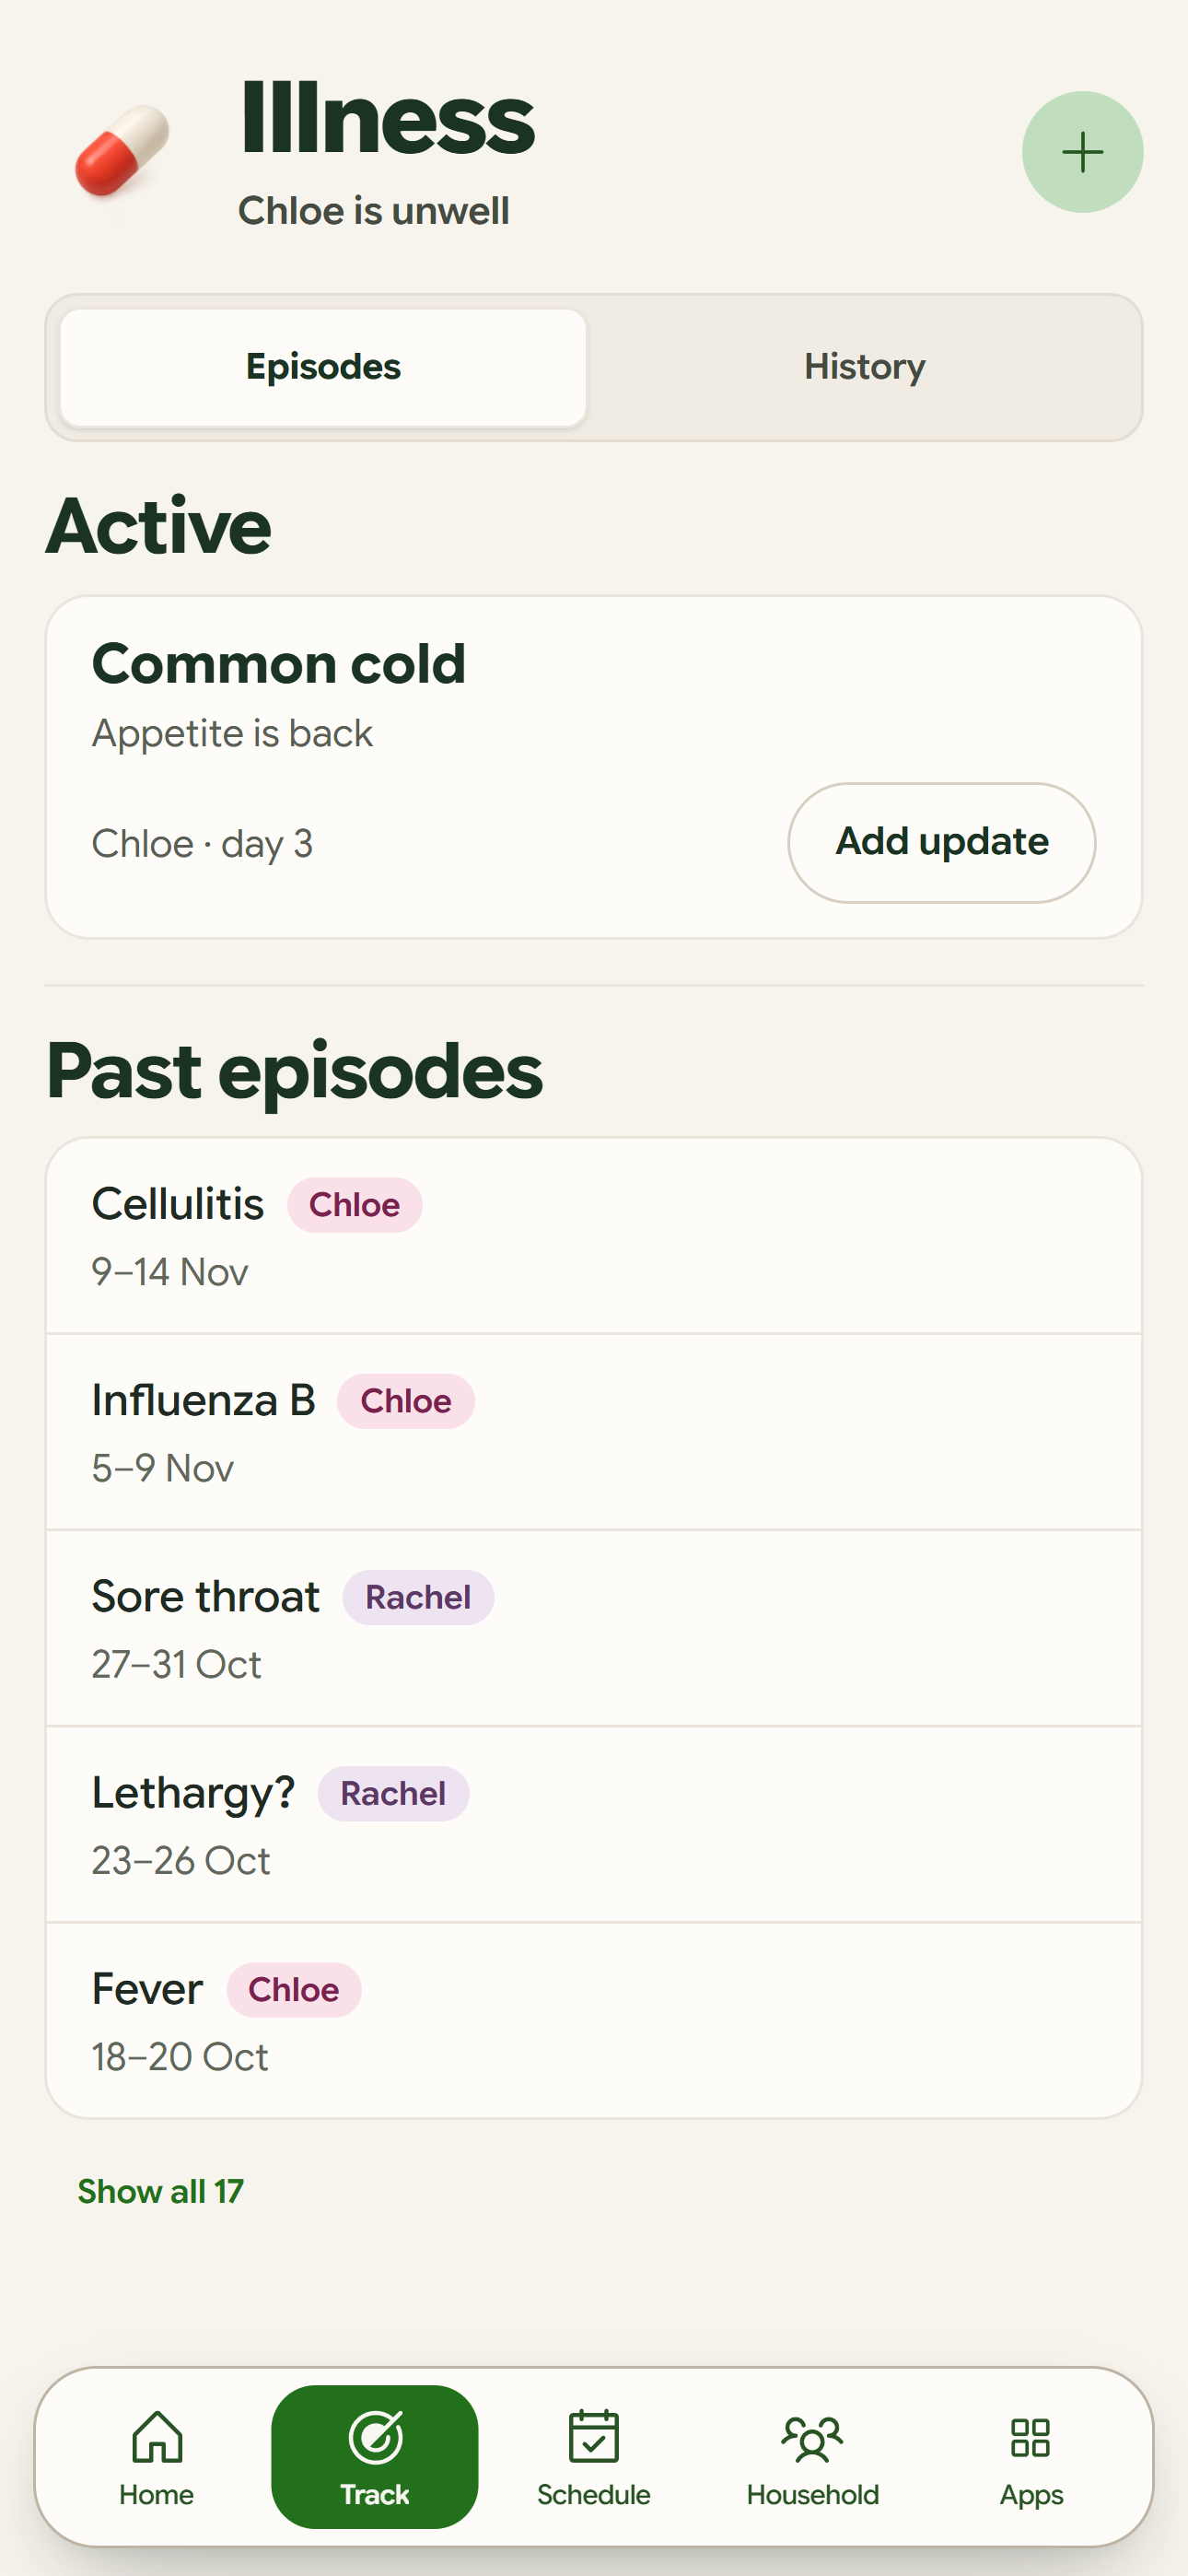 Illness
Chloe is unwell
Episodes
History
Active
Common cold
Appetite is back
Chloe · day 3
Add update
Past episodes
Cellulitis Chloe
9–14 Nov
Influenza B Chloe
5–9 Nov
Sore throat Rachel
27–31 Oct
Lethargy? Rachel
23–26 Oct
Fever Chloe
18–20 Oct
Show all 17
Home
Track
Schedule
Household
Apps